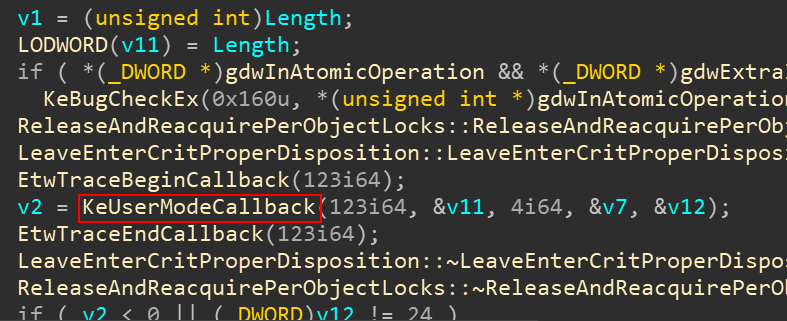 v1 = (unsigned int)Length;
LODWORD(v11) = Length;
if ( *(_DWORD *)gdwInAtomicOperation && *(_DWORD *)gdwExtraI
KeBugCheckEx(0x160u, *(unsigned int *)gdwInAtomicOperation
ReleaseAndReacquirePerObjectLocks::ReleaseAndReacquirePerObj
LeaveEnterCritProperDisposition::LeaveEnterCritProperDisposi
EtwTraceBeginCallback(123i64);
v2 = KeUserModeCallback(123i64, &v11, 4i64, &v7, &v12);
EtwTraceEndCallback(123i64);
LeaveEnterCritProperDisposition::~LeaveEnterCritProperDispos
ReleaseAndReacquirePerObjectLocks::~ReleaseAndReacquirePerOb
if ( v2 < 0 || (_DWORD)v12 != 24 )